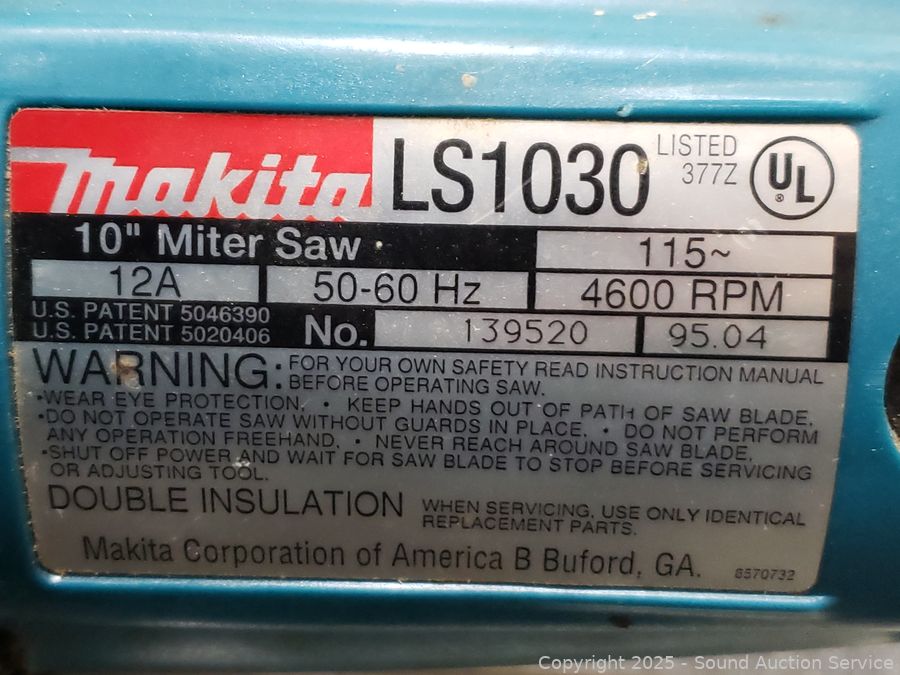 makita LS1030 LISTED 377Z UL
10" Miter Saw 115~
12A 50-60 Hz 4600 RPM
U.S. PATENT 5046390
U.S. PATENT 5020406 No. 139520 95.04
WARNING: FOR YOUR OWN SAFETY READ INSTRUCTION MANUAL
BEFORE OPERATING SAW.
•WEAR EYE PROTECTION. • KEEP HANDS OUT OF PATH OF SAW BLADE.
•DO NOT OPERATE SAW WITHOUT GUARDS IN PLACE. • DO NOT PERFORM
ANY OPERATION FREEHAND. • NEVER REACH AROUND SAW BLADE.
•SHUT OFF POWER AND WAIT FOR SAW BLADE TO STOP BEFORE SERVICING
OR ADJUSTING TOOL.
DOUBLE INSULATION WHEN SERVICING, USE ONLY IDENTICAL
REPLACEMENT PARTS.
Makita Corporation of America B Buford, GA. 8570732
Copyright 2025 - Sound Auction Service